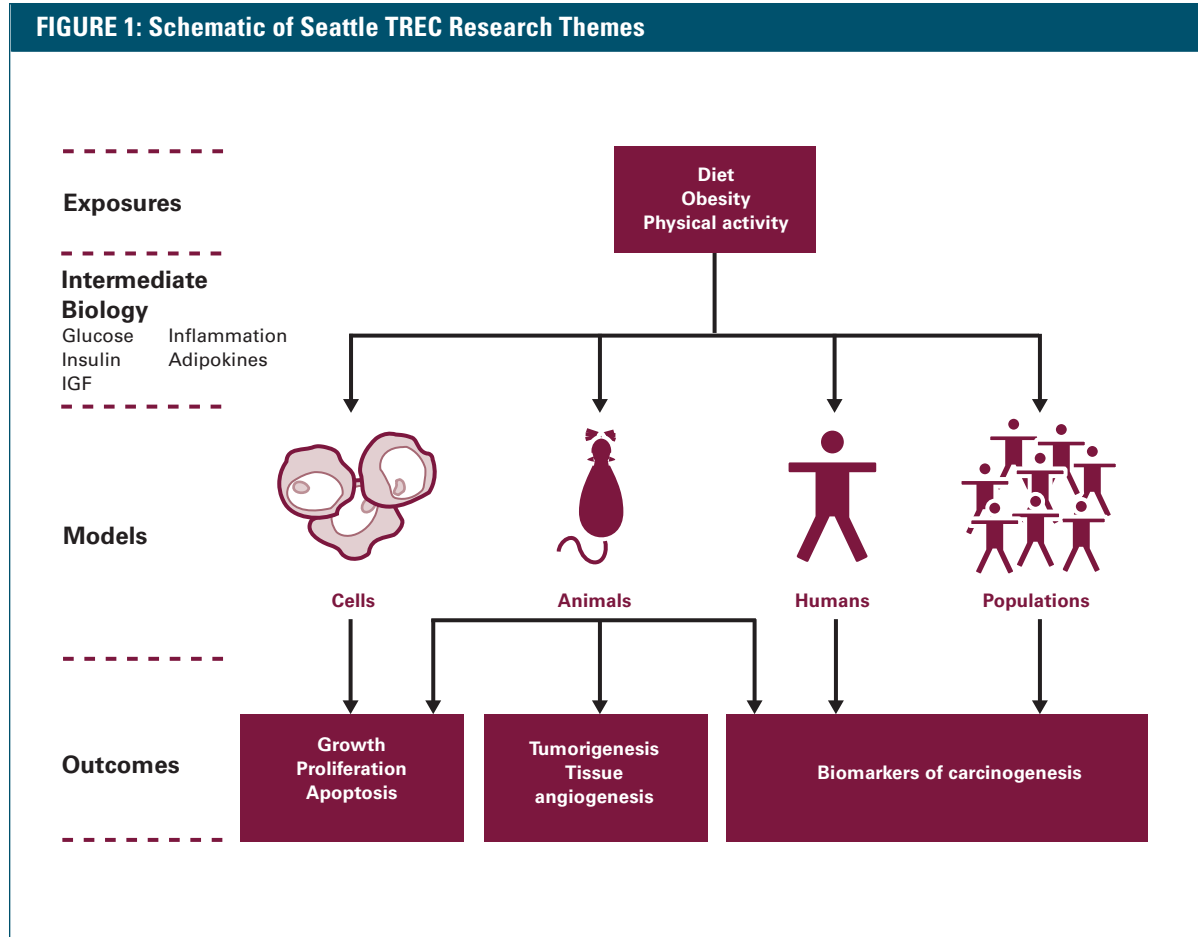 FIGURE 1: Schematic of Seattle TREC Research Themes
Exposures
Diet
Obesity
Physical activity
Intermediate
Biology
Glucose Inflammation
Insulin Adipokines
IGF
Models
Cells
Animals
Humans
Populations
Outcomes
Growth
Proliferation
Apoptosis
Tumorigenesis
Tissue
angiogenesis
Biomarkers of carcinogenesis